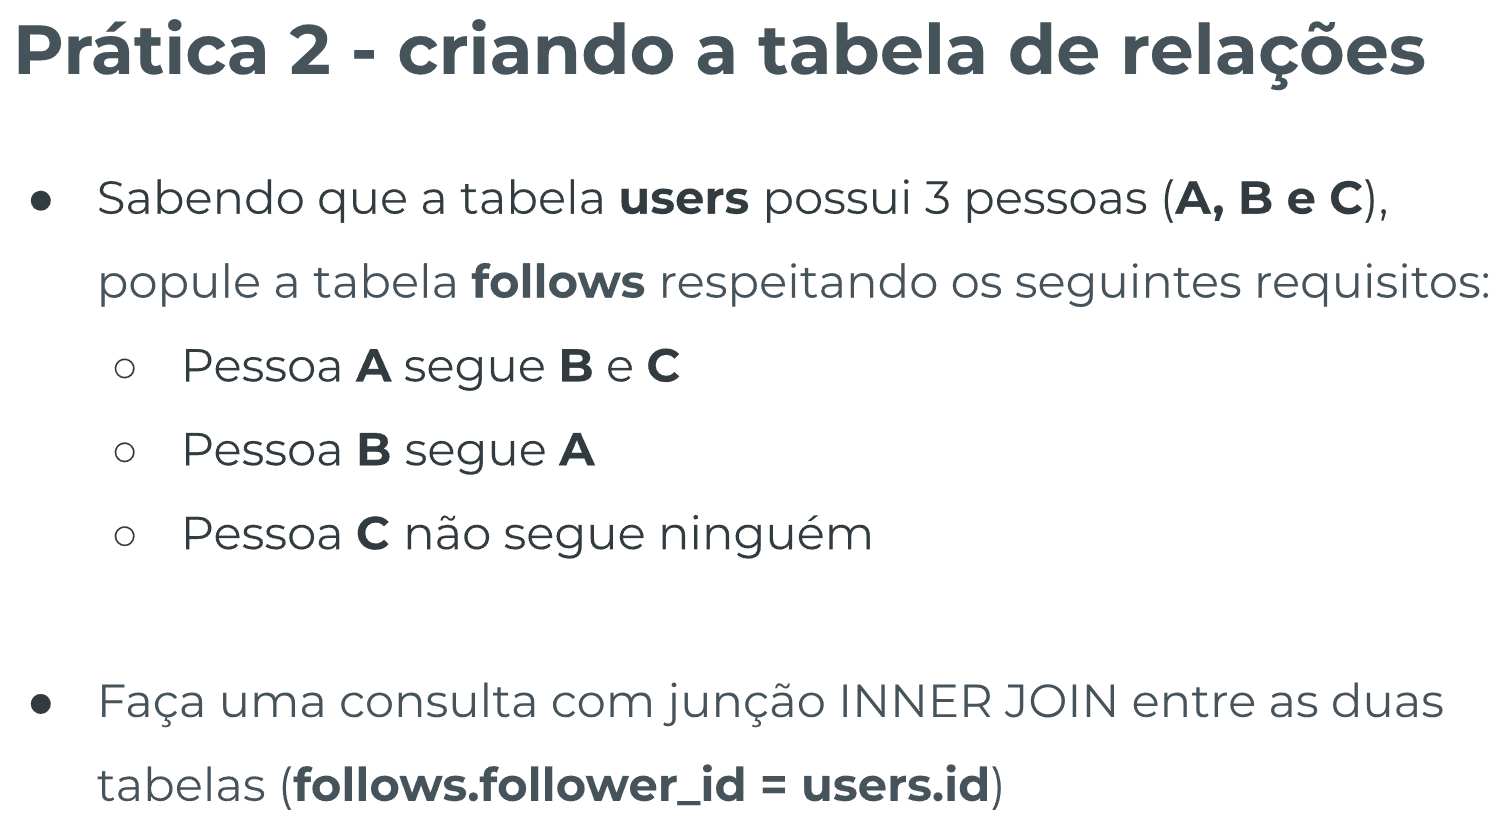 Prática 2 - criando a tabela de relações
● Sabendo que a tabela users possui 3 pessoas (A, B e C),
popule a tabela follows respeitando os seguintes requisitos:
○ Pessoa A segue B e C
○ Pessoa B segue A
○ Pessoa C não segue ninguém
● Faça uma consulta com junção INNER JOIN entre as duas
tabelas (follows.follower_id = users.id)